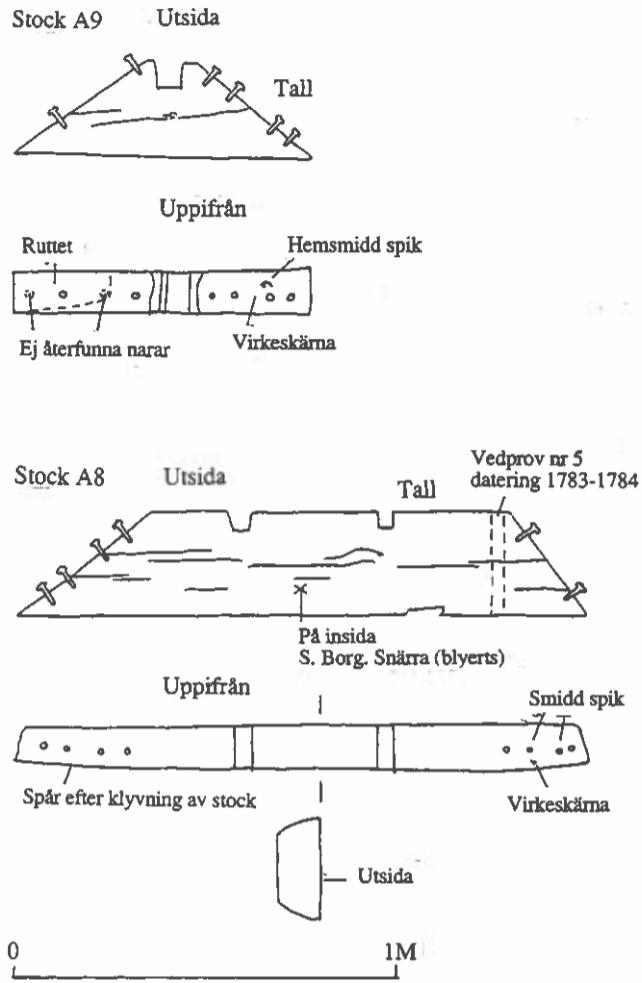 Stock A9 Utsida
Tall
Uppifrån
Ruttet Hemsmidd spik
Ej återfunna narar Virkeskärna
Stock A8 Utsida Tall
Vedprov nr 5
datering 1783-1784
På insida
S. Borg. Snärra (blyerts)
Uppifrån
Smidd spik
Spår efter klyvning av stock
Virkeskärna
Utsida
0 1M